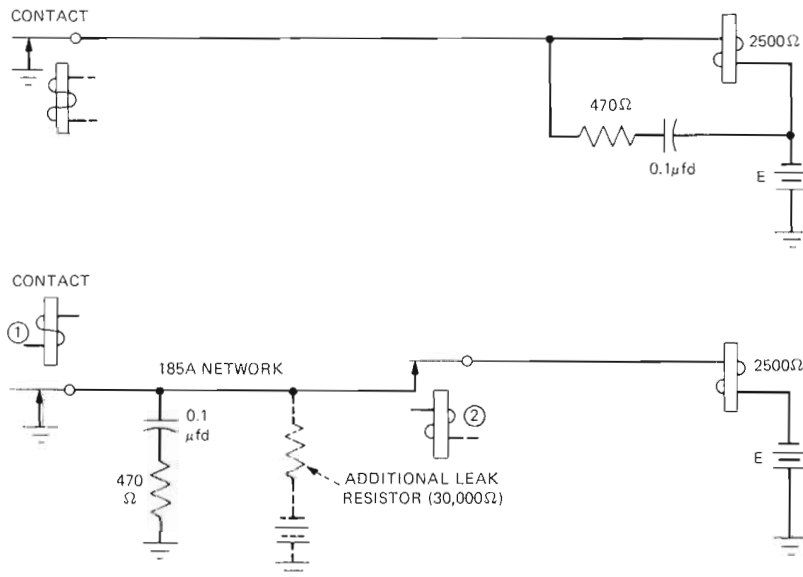 CONTACT
2500Ω
470Ω
0.1µfd
E
CONTACT
①
185A NETWORK
2500Ω
0.1
µfd
②
470
Ω
ADDITIONAL LEAK
RESISTOR (30,000Ω)
E